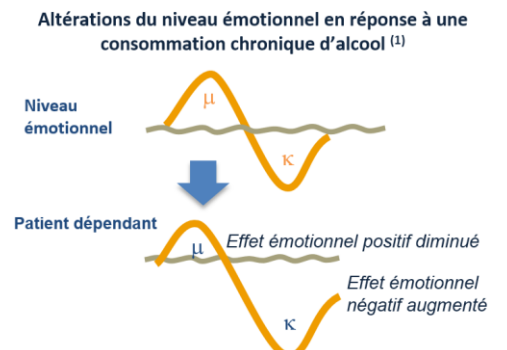 Altérations du niveau émotionnel en réponse à une
consommation chronique d’alcool (1)
μ
Niveau
émotionnel
κ
Patient dépendant
μ
Effet émotionnel positif diminué
Effet émotionnel
négatif augmenté
κ